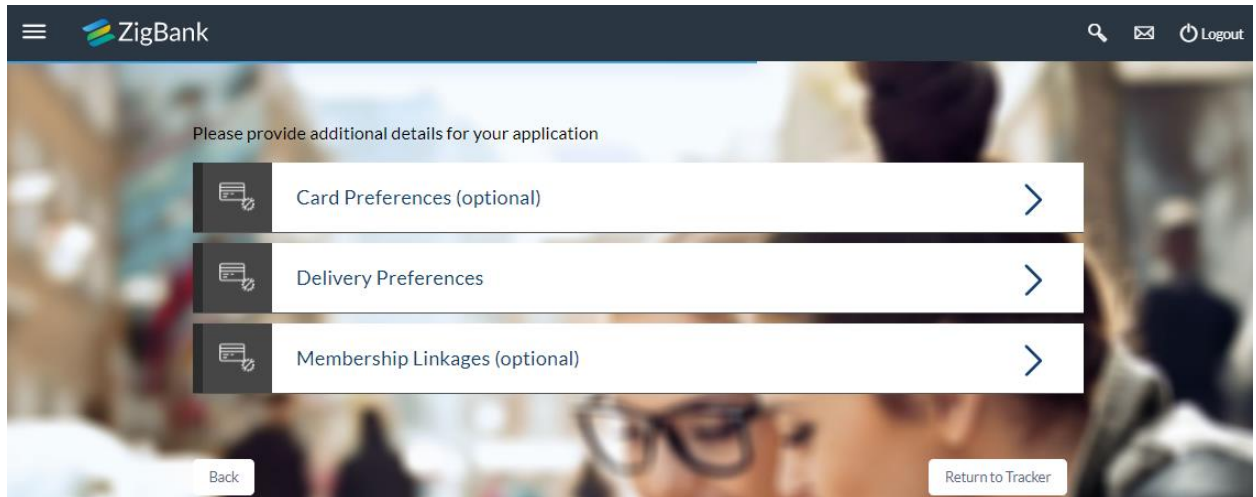 ZigBank
Logout
Please provide additional details for your application
Card Preferences (optional)
Delivery Preferences
Membership Linkages (optional)
Back
Return to Tracker